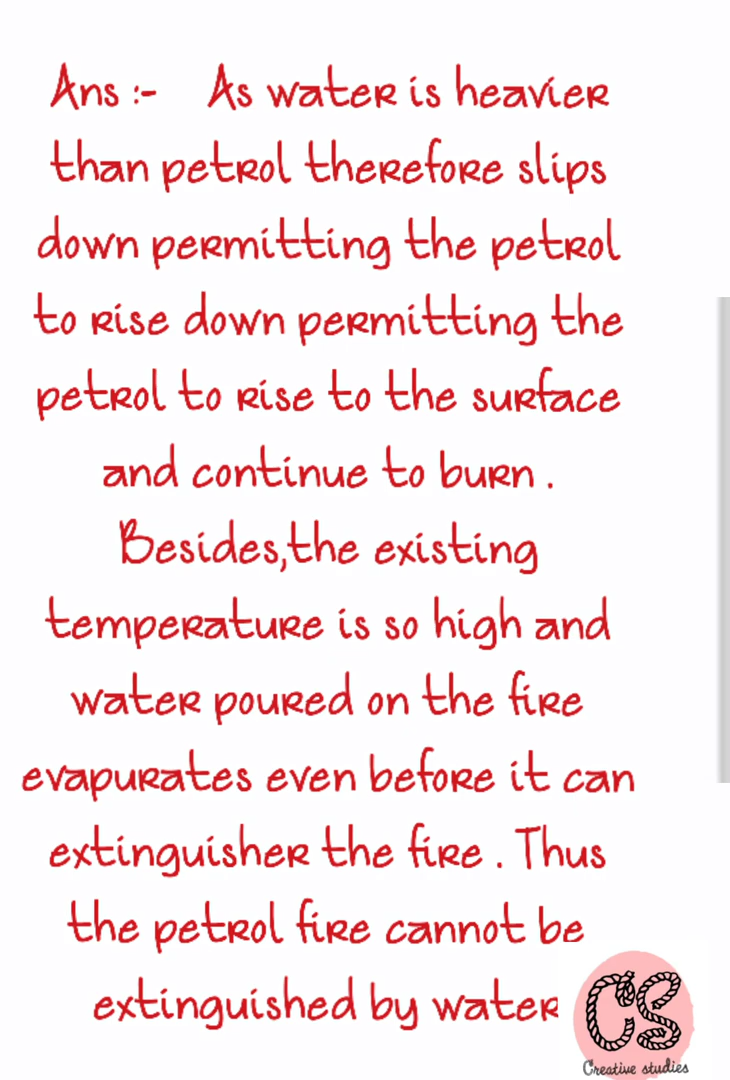 Ans :- As water is heavier
than petrol therefore slips
down permitting the petrol
to rise down permitting the
petrol to rise to the surface
and continue to burn .
Besides,the existing
temperature is so high and
water poured on the fire
evapurates even before it can
extinguisher the fire . Thus
the petrol fire cannot be
extinguished by water
CS
Creative studies